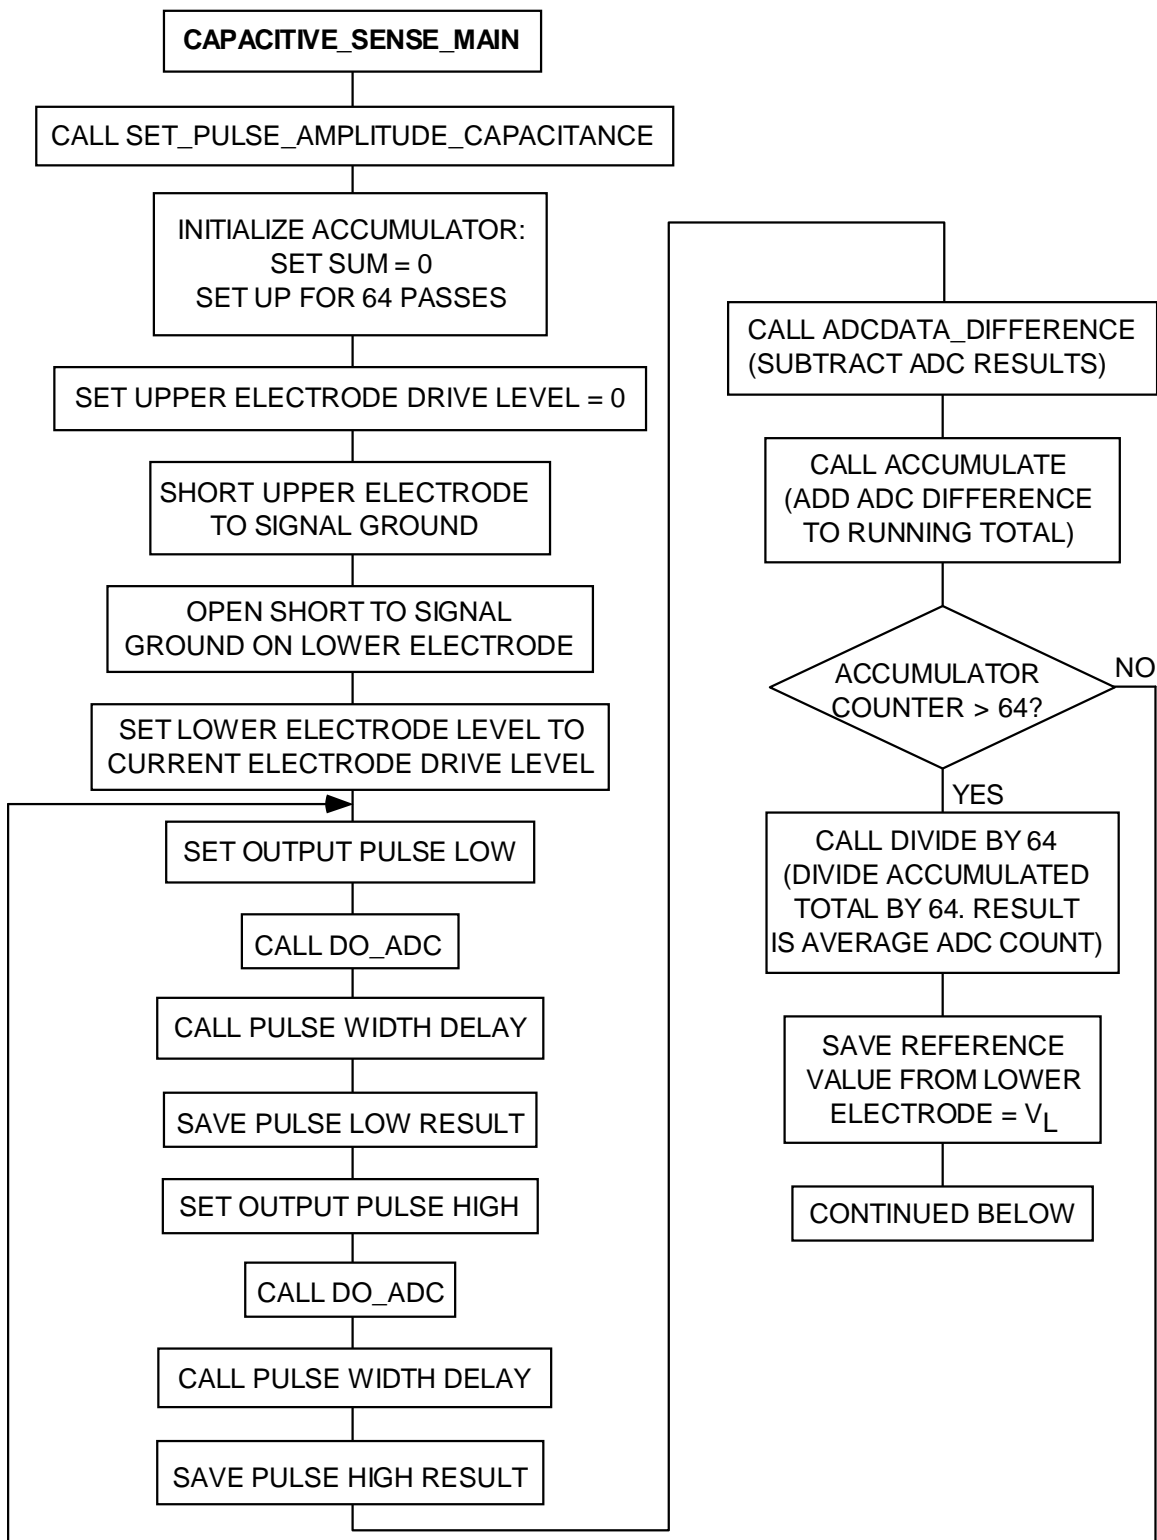 CAPACITIVE_SENSE_MAIN
CALL SET_PULSE_AMPLITUDE_CAPACITANCE
INITIALIZE ACCUMULATOR:
SET SUM = 0
SET UP FOR 64 PASSES
SET UPPER ELECTRODE DRIVE LEVEL = 0
SHORT UPPER ELECTRODE
TO SIGNAL GROUND
OPEN SHORT TO SIGNAL
GROUND ON LOWER ELECTRODE
SET LOWER ELECTRODE LEVEL TO
CURRENT ELECTRODE DRIVE LEVEL
SET OUTPUT PULSE LOW
CALL DO_ADC
CALL PULSE WIDTH DELAY
SAVE PULSE LOW RESULT
SET OUTPUT PULSE HIGH
CALL DO_ADC
CALL PULSE WIDTH DELAY
SAVE PULSE HIGH RESULT
CALL ADCDATA_DIFFERENCE
(SUBTRACT ADC RESULTS)
CALL ACCUMULATE
(ADD ADC DIFFERENCE
TO RUNNING TOTAL)
ACCUMULATOR
COUNTER > 64?
NO
YES
CALL DIVIDE BY 64
(DIVIDE ACCUMULATED
TOTAL BY 64. RESULT
IS AVERAGE ADC COUNT)
SAVE REFERENCE
VALUE FROM LOWER
ELECTRODE = VL
CONTINUED BELOW